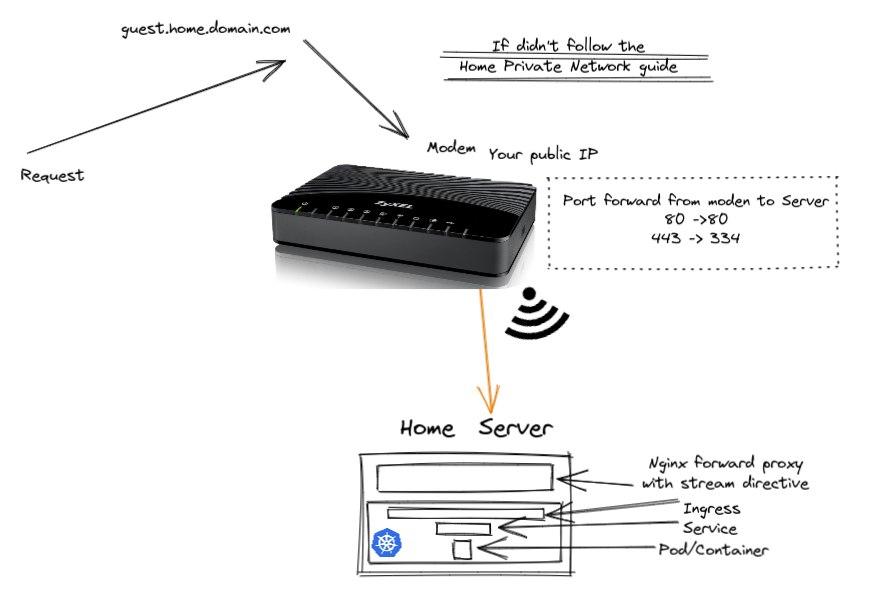 guest.home.domain.com
If didn't follow the
Home Private Network guide
Request
Modem Your public IP
ZyXEL
Port forward from moden to Server
80 ->80
443 -> 334
Home Server
Nginx forward proxy
with stream directive
Ingress
Service
Pod/Container